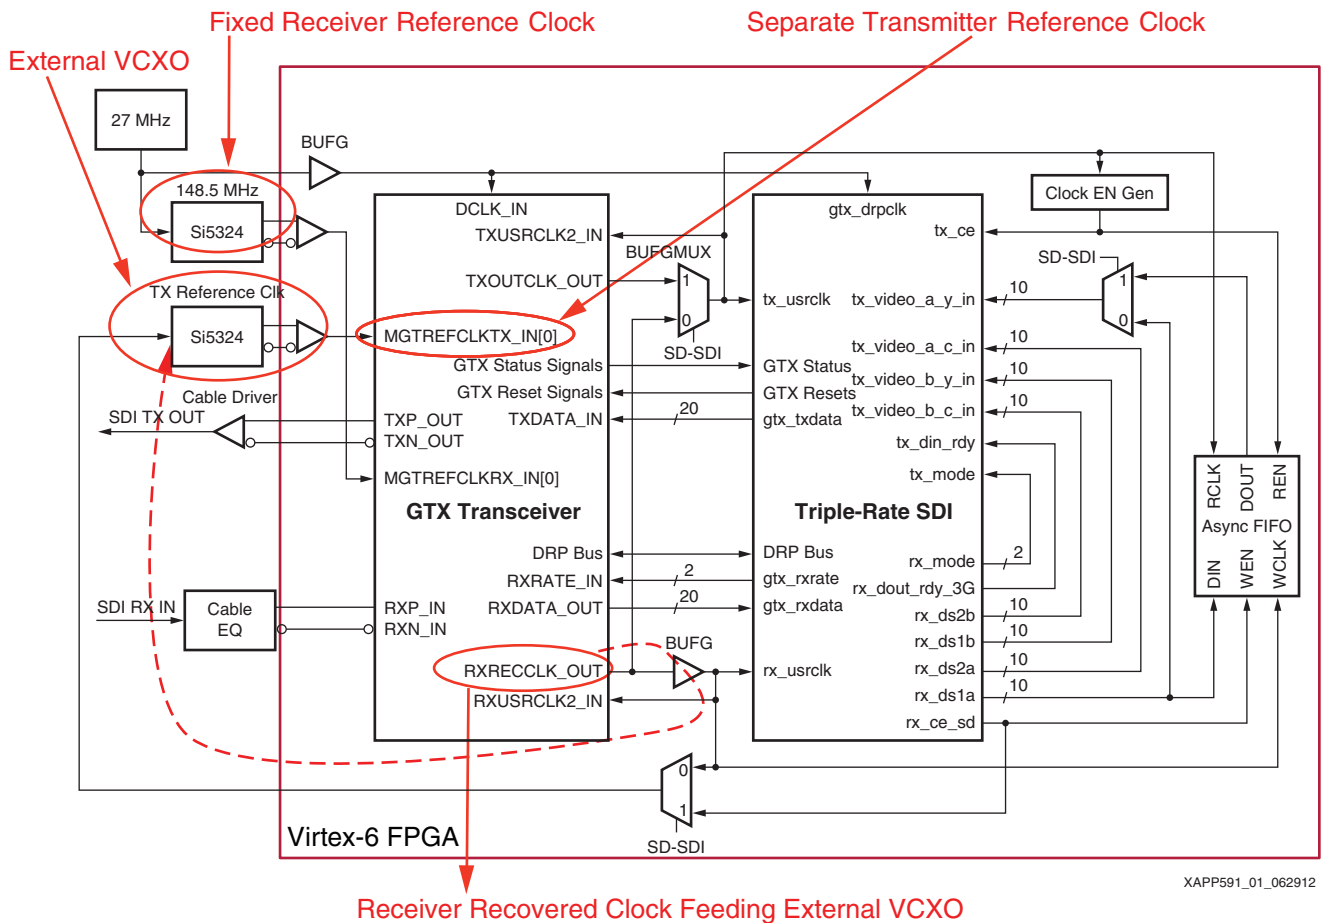 Fixed Receiver Reference Clock
Separate Transmitter Reference Clock
External VCXO
27 MHz
BUFG
148.5 MHz
Si5324
DCLK_IN
gtx_drpclk
Clock EN Gen
TXUSRCLK2_IN
tx_ce
BUFGMUX
SD-SDI
TXOUTCLK_OUT
1
10
1
TX Reference Clk
tx_usrclk
tx_video_a_y_in
Si5324
MGTREFCLKTX_IN[0]
0
0
SD-SDI
tx_video_a_c_in
10
GTX Status Signals
GTX Status
tx_video_b_y_in
10
Cable Driver
GTX Reset Signals
GTX Resets
SDI TX OUT
TXP_OUT
TXDATA_IN
20
gtx_txdata
tx_video_b_c_in
10
TXN_OUT
tx_din_rdy
MGTREFCLKRX_IN[0]
tx_mode
RCLK
DOUT
REN
GTX Transceiver
Triple-Rate SDI
Async FIFO
DIN
WEN
WCLK
DRP Bus
DRP Bus
rx_mode
2
RXRATE_IN
2
gtx_rxrate
rx_dout_rdy_3G
SDI RX IN
Cable
EQ
RXP_IN
RXDATA_OUT
20
gtx_rxdata
rx_ds2b
10
RXN_IN
BUFG
rx_ds1b
10
RXRECCLK_OUT
rx_usrclk
rx_ds2a
10
RXUSRCLK2_IN
rx_ds1a
10
rx_ce_sd
0
1
Virtex-6 FPGA
SD-SDI
XAPP591_01_062912
Receiver Recovered Clock Feeding External VCXO